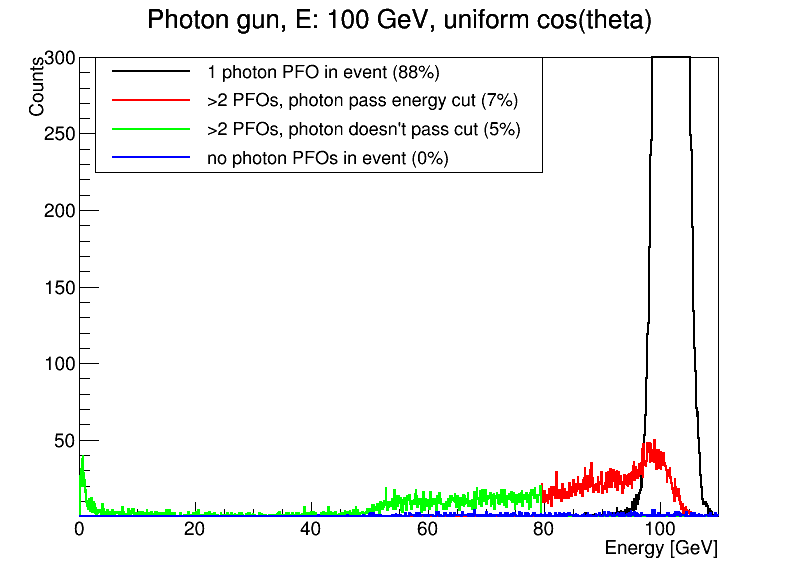 Photon gun, E: 100 GeV, uniform cos(theta)
Counts
300
250
200
150
100
50
1 photon PFO in event (88%)
>2 PFOs, photon pass energy cut (7%)
>2 PFOs, photon doesn't pass cut (5%)
no photon PFOs in event (0%)
0 20 40 60 80 100
Energy [GeV]